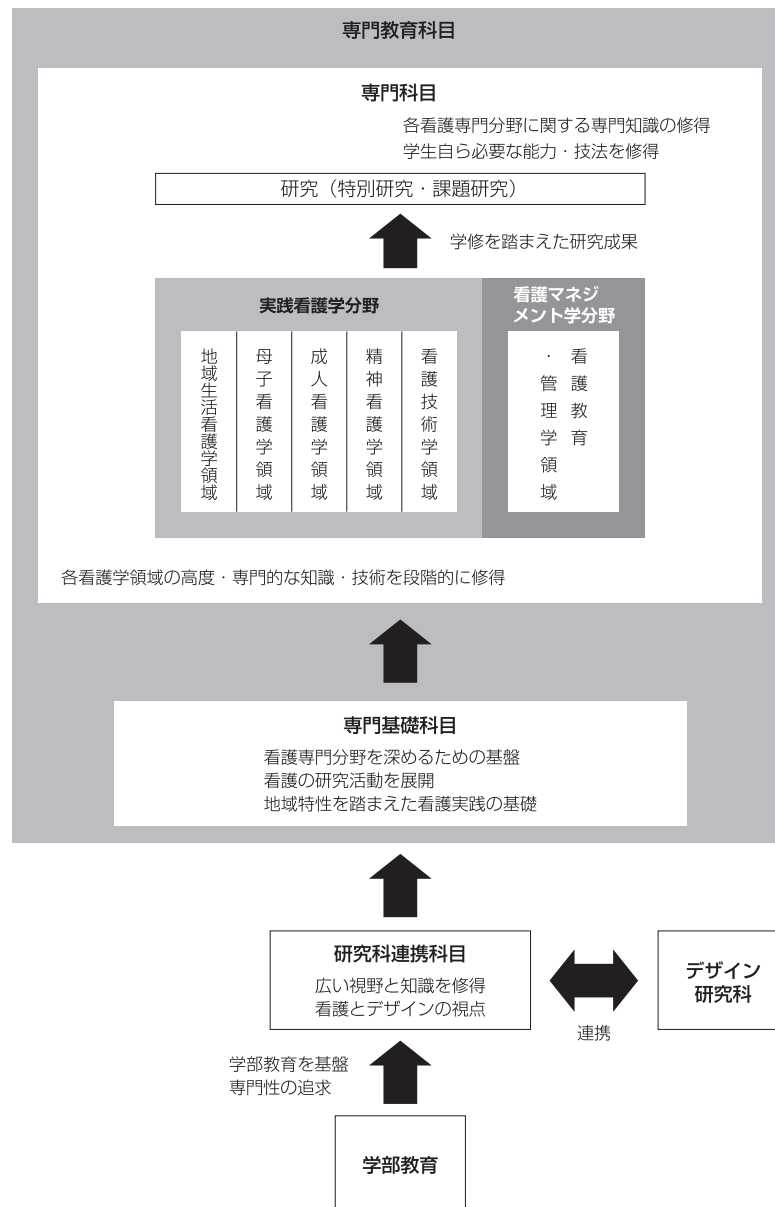 専門教育科目
専門科目
各看護専門分野に関する専門知識の修得
学生自ら必要な能力・技法を修得
研究（特別研究・課題研究）
学修を踏まえた研究成果
実践看護学分野
地域生活看護学領域
母子看護学領域
成人看護学領域
精神看護学領域
看護技術学領域
看護マネジ
メント学分野
看護教育
・管理学領域
各看護学領域の高度・専門的な知識・技術を段階的に修得
専門基礎科目
看護専門分野を深めるための基盤
看護の研究活動を展開
地域特性を踏まえた看護実践の基礎
研究科連携科目
広い視野と知識を修得
看護とデザインの視点
連携
デザイン
研究科
学部教育を基盤
専門性の追求
学部教育